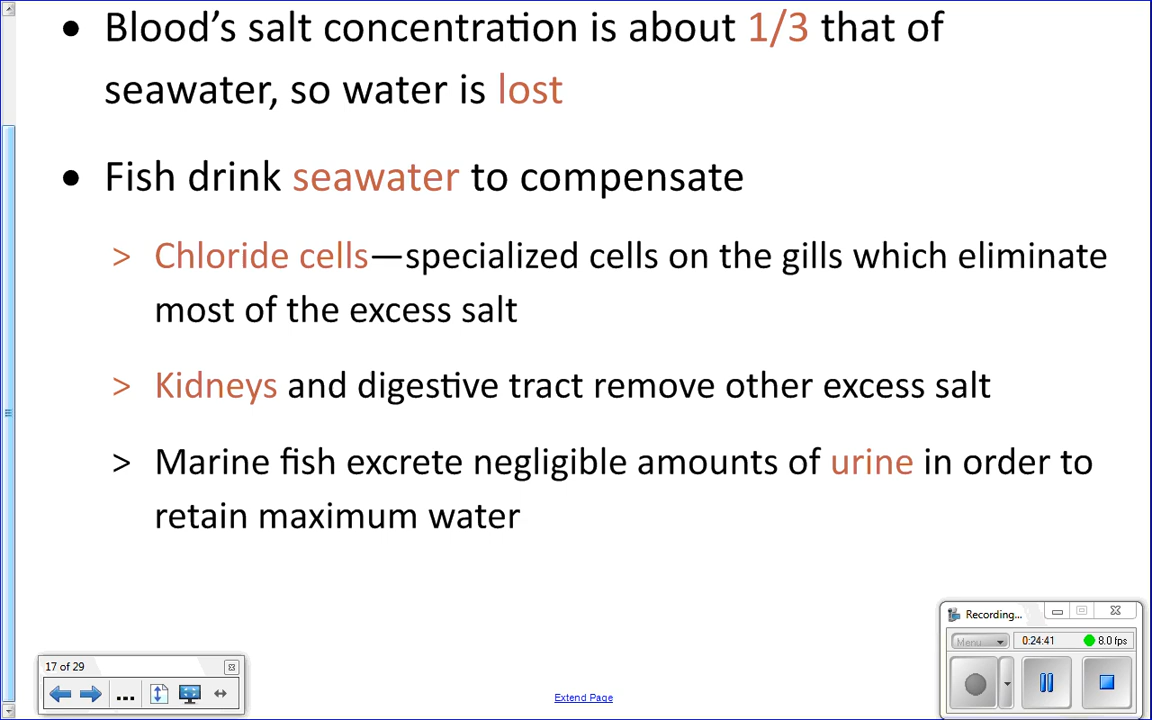 • Blood’s salt concentration is about 1/3 that of
seawater, so water is lost
• Fish drink seawater to compensate
> Chloride cells—specialized cells on the gills which eliminate
most of the excess salt
> Kidneys and digestive tract remove other excess salt
> Marine fish excrete negligible amounts of urine in order to
retain maximum water
Recording...
Menu
0:24:41
8.0 fps
17 of 29
...
Extend Page